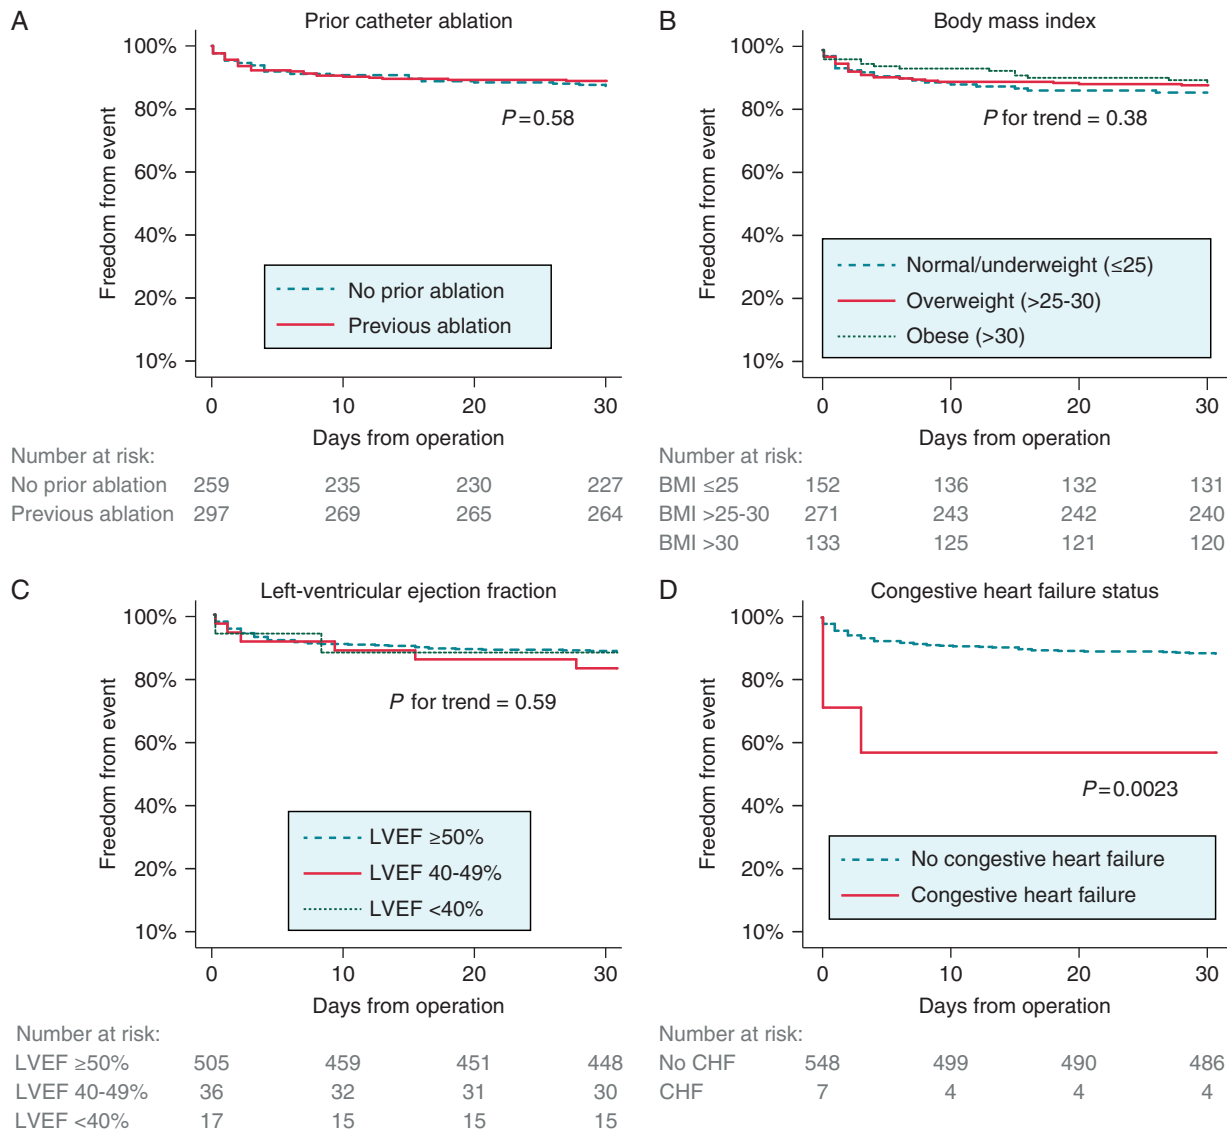 A
Prior catheter ablation
Freedom from event
100%
80%
60%
40%
20%
10%
P=0.58
No prior ablation
Previous ablation
0 10 20 30
Days from operation
Number at risk:
No prior ablation 259 235 230 227
Previous ablation 297 269 265 264
B
Body mass index
Freedom from event
100%
80%
60%
40%
20%
10%
P for trend = 0.38
Normal/underweight (≤25)
Overweight (>25-30)
Obese (>30)
0 10 20 30
Days from operation
Number at risk:
BMI ≤25 152 136 132 131
BMI >25-30 271 243 242 240
BMI >30 133 125 121 120
C
Left-ventricular ejection fraction
Freedom from event
100%
80%
60%
40%
20%
10%
P for trend = 0.59
LVEF ≥50%
LVEF 40-49%
LVEF <40%
0 10 20 30
Days from operation
Number at risk:
LVEF ≥50% 505 459 451 448
LVEF 40-49% 36 32 31 30
LVEF <40% 17 15 15 15
D
Congestive heart failure status
Freedom from event
100%
80%
60%
40%
20%
10%
P=0.0023
No congestive heart failure
Congestive heart failure
0 10 20 30
Days from operation
Number at risk:
No CHF 548 499 490 486
CHF 7 4 4 4